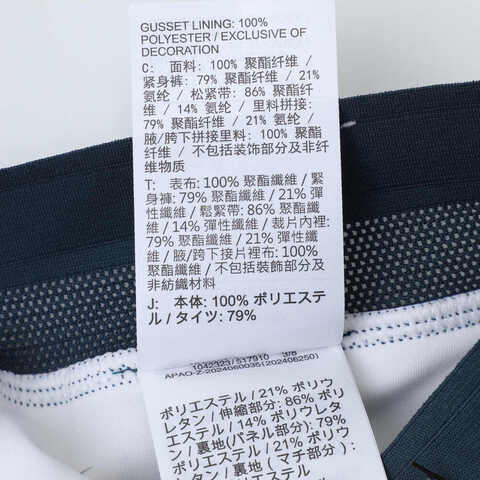 GUSSET LINING: 100%
POLYESTER / EXCLUSIVE OF
DECORATION
C: 面料: 100% 聚酯纤维 /
紧身裤: 79% 聚酯纤维 / 21%
氨纶 / 松紧带: 86% 聚酯纤维
/ 14% 氨纶 / 里料拼接:
79% 聚酯纤维 / 21% 氨纶 /
腋/胯下拼接里料: 100% 聚酯
纤维 / 不包括装饰部分及非纤
维物质
T: 表布: 100% 聚酯纖維 / 緊
身褲: 79% 聚酯纖維 / 21% 彈
性纖維 / 鬆緊帶: 86% 聚酯纖
維 / 14% 彈性纖維 / 裁片內裡:
79% 聚酯纖維 / 21% 彈性纖
維 / 腋/胯下接片裡布: 100%
聚酯纖維 / 不包括裝飾部分及
非紡織材料
J: 本体: 100% ポリエステ
ル / タイツ: 79%
1042323 / 517910 3/8
APAO-Z-2024060035(20240625​0)
ポリエステル / 21% ポリウ
レタン / 伸縮部分: 86% ポリ
エステル / 14% ポリウレタ
ン / 裏地(パネル部分): 79%
ポリエステル / 21% ポリウ
レタン / 裏地(マチ部分):